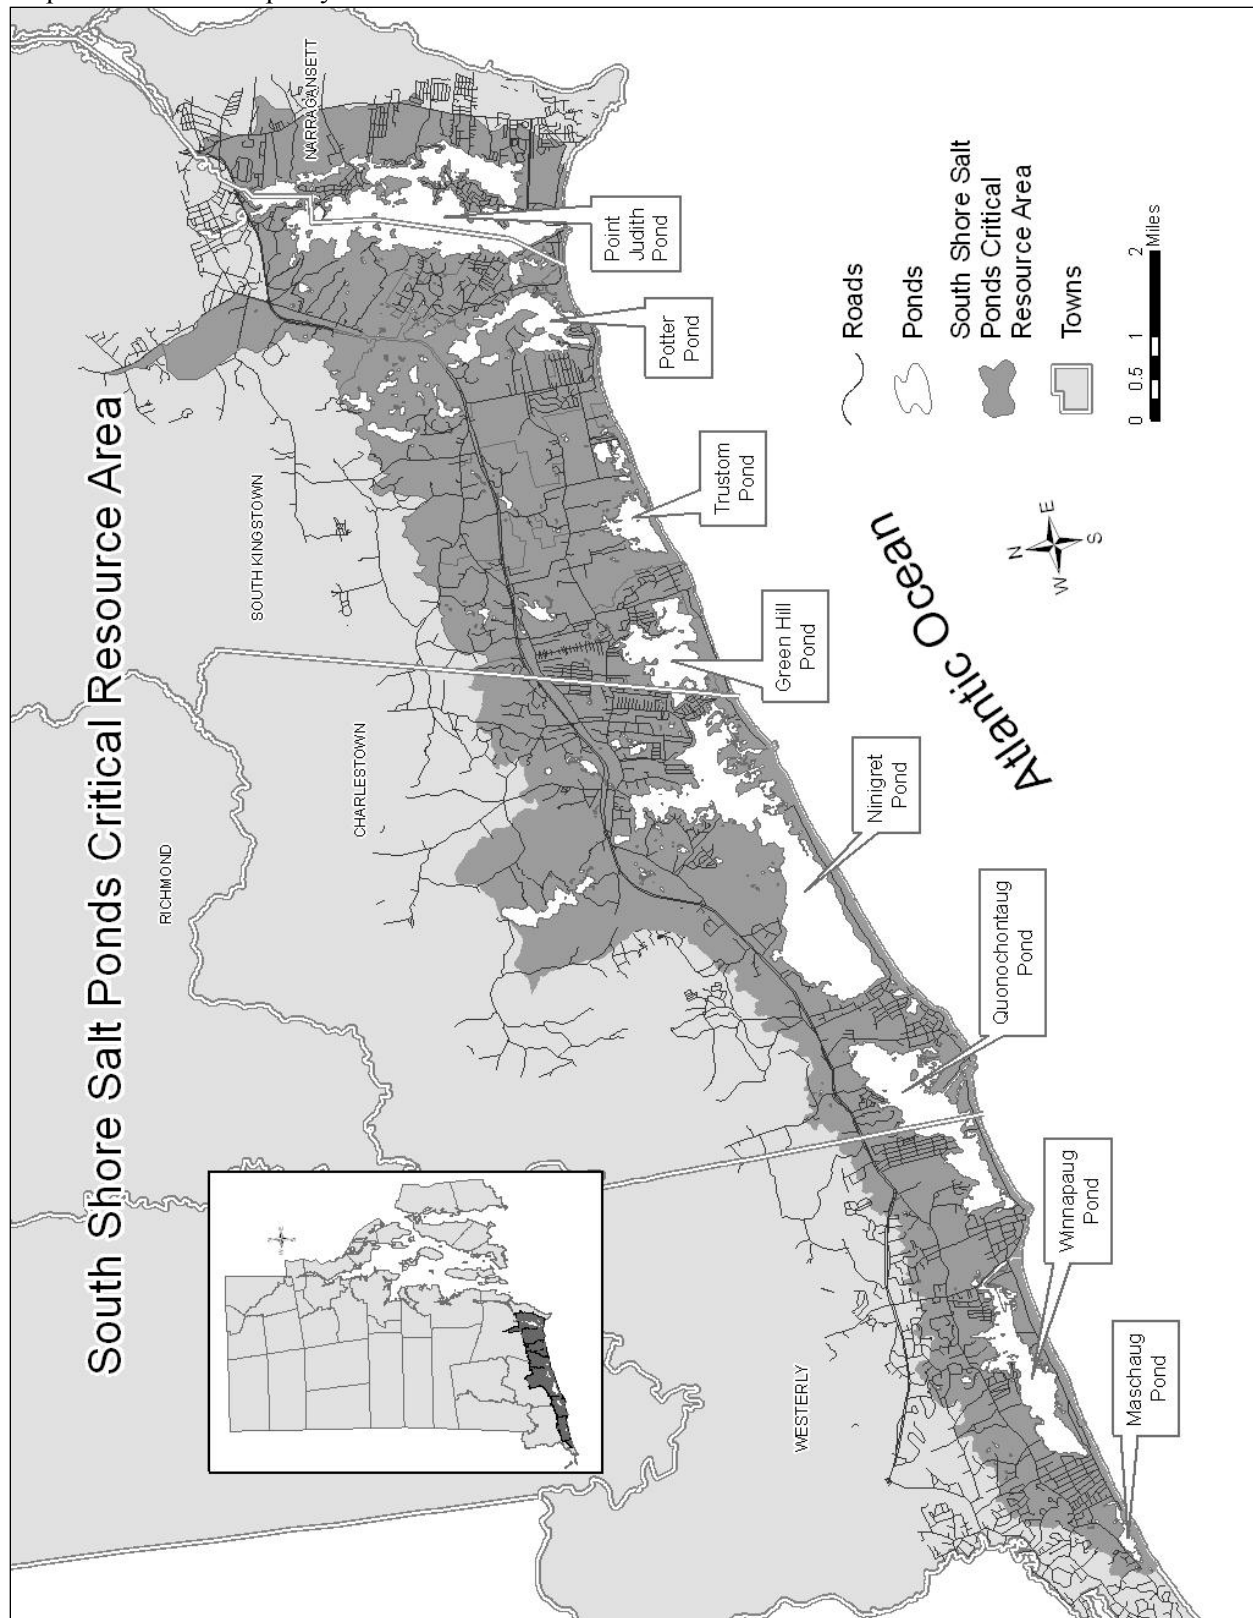 South Shore Salt Ponds Critical Resource Area
RICHMOND
SOUTH KINGSTOWN
NARRAGANSETT
CHARLESTOWN
WESTERLY
Point
Judith
Pond
Potter
Pond
Trustom
Pond
Green Hill
Pond
Ninigret
Pond
Quonochontaug
Pond
Winnapaug
Pond
Maschaug
Pond
Atlantic Ocean
N
E
S
W
Roads
Ponds
South Shore Salt
Ponds Critical
Resource Area
Towns
0 0.5 1 2
Miles